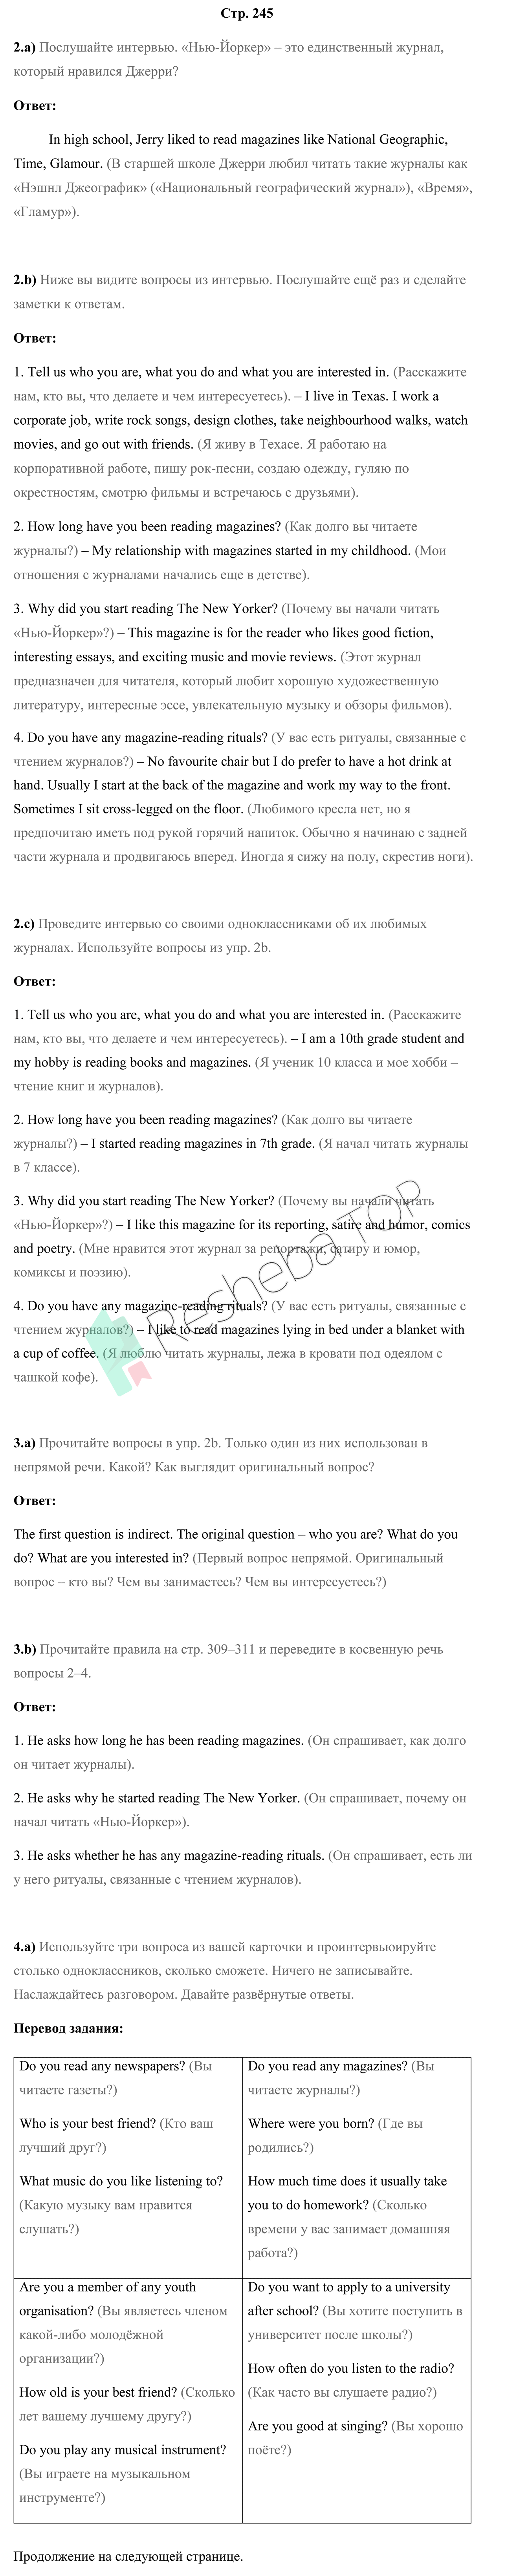 Стр. 245
2.a) Послушайте интервью. «Нью-Йоркер» – это единственный журнал,
который нравился Джерри?
Ответ:
In high school, Jerry liked to read magazines like National Geographic,
Time, Glamour. (В старшей школе Джерри любил читать такие журналы как
«Нэшнл Джеографик» («Национальный географический журнал»), «Время»,
«Гламур»).
2.b) Ниже вы видите вопросы из интервью. Послушайте ещё раз и сделайте
заметки к ответам.
Ответ:
1. Tell us who you are, what you do and what you are interested in. (Расскажите
нам, кто вы, что делаете и чем интересуетесь). – I live in Texas. I work a
corporate job, write rock songs, design clothes, take neighbourhood walks, watch
movies, and go out with friends. (Я живу в Техасе. Я работаю на
корпоративной работе, пишу рок-песни, создаю одежду, гуляю по
окрестностям, смотрю фильмы и встречаюсь с друзьями).
2. How long have you been reading magazines? (Как долго вы читаете
журналы?) – My relationship with magazines started in my childhood. (Мои
отношения с журналами начались еще в детстве).
3. Why did you start reading The New Yorker? (Почему вы начали читать
«Нью-Йоркер»?) – This magazine is for the reader who likes good fiction,
interesting essays, and exciting music and movie reviews. (Этот журнал
предназначен для читателя, который любит хорошую художественную
литературу, интересные эссе, увлекательную музыку и обзоры фильмов).
4. Do you have any magazine-reading rituals? (У вас есть ритуалы, связанные с
чтением журналов?) – No favourite chair but I do prefer to have a hot drink at
hand. Usually I start at the back of the magazine and work my way to the front.
Sometimes I sit cross-legged on the floor. (Любимого кресла нет, но я
предпочитаю иметь под рукой горячий напиток. Обычно я начинаю с задней
части журнала и продвигаюсь вперед. Иногда я сижу на полу, скрестив ноги).
2.c) Проведите интервью со своими одноклассниками об их любимых
журналах. Используйте вопросы из упр. 2b.
Ответ:
1. Tell us who you are, what you do and what you are interested in. (Расскажите
нам, кто вы, что делаете и чем интересуетесь). – I am a 10th grade student and
my hobby is reading books and magazines. (Я ученик 10 класса и мое хобби –
чтение книг и журналов).
2. How long have you been reading magazines? (Как долго вы читаете
журналы?) – I started reading magazines in 7th grade. (Я начал читать журналы
в 7 классе).
3. Why did you start reading The New Yorker? (Почему вы начали читать
«Нью-Йоркер»?) – I like this magazine for its reporting, satire and humor, comics
and poetry. (Мне нравится этот журнал за репортажи, сатиру и юмор,
комиксы и поэзию).
4. Do you have any magazine-reading rituals? (У вас есть ритуалы, связанные с
чтением журналов?) – I like to read magazines lying in bed under a blanket with
a cup of coffee. (Я люблю читать журналы, лежа в кровати под одеялом с
чашкой кофе).
Resheba TOP
3.a) Прочитайте вопросы в упр. 2b. Только один из них использован в
непрямой речи. Какой? Как выглядит оригинальный вопрос?
Ответ:
The first question is indirect. The original question – who you are? What do you
do? What are you interested in? (Первый вопрос непрямой. Оригинальный
вопрос – кто вы? Чем вы занимаетесь? Чем вы интересуетесь?)
3.b) Прочитайте правила на стр. 309–311 и переведите в косвенную речь
вопросы 2–4.
Ответ:
1. He asks how long he has been reading magazines. (Он спрашивает, как долго
он читает журналы).
2. He asks why he started reading The New Yorker. (Он спрашивает, почему он
начал читать «Нью-Йоркер»).
3. He asks whether he has any magazine-reading rituals. (Он спрашивает, есть ли
у него ритуалы, связанные с чтением журналов).
4.a) Используйте три вопроса из вашей карточки и проинтервьюируйте
столько одноклассников, сколько сможете. Ничего не записывайте.
Наслаждайтесь разговором. Давайте развёрнутые ответы.
Перевод задания:
Do you read any newspapers? (Вы
читаете газеты?)
Who is your best friend? (Кто ваш
лучший друг?)
What music do you like listening to?
(Какую музыку вам нравится
слушать?)
Do you read any magazines? (Вы
читаете журналы?)
Where were you born? (Где вы
родились?)
How much time does it usually take
you to do homework? (Сколько
времени у вас занимает домашняя
работа?)
Are you a member of any youth
organisation? (Вы являетесь членом
какой-либо молодёжной
организации?)
How old is your best friend? (Сколько
лет вашему лучшему другу?)
Do you play any musical instrument?
(Вы играете на музыкальном
инструменте?)
Do you want to apply to a university
after school? (Вы хотите поступить в
университет после школы?)
How often do you listen to the radio?
(Как часто вы слушаете радио?)
Are you good at singing? (Вы хорошо
поёте?)
Продолжение на следующей странице.